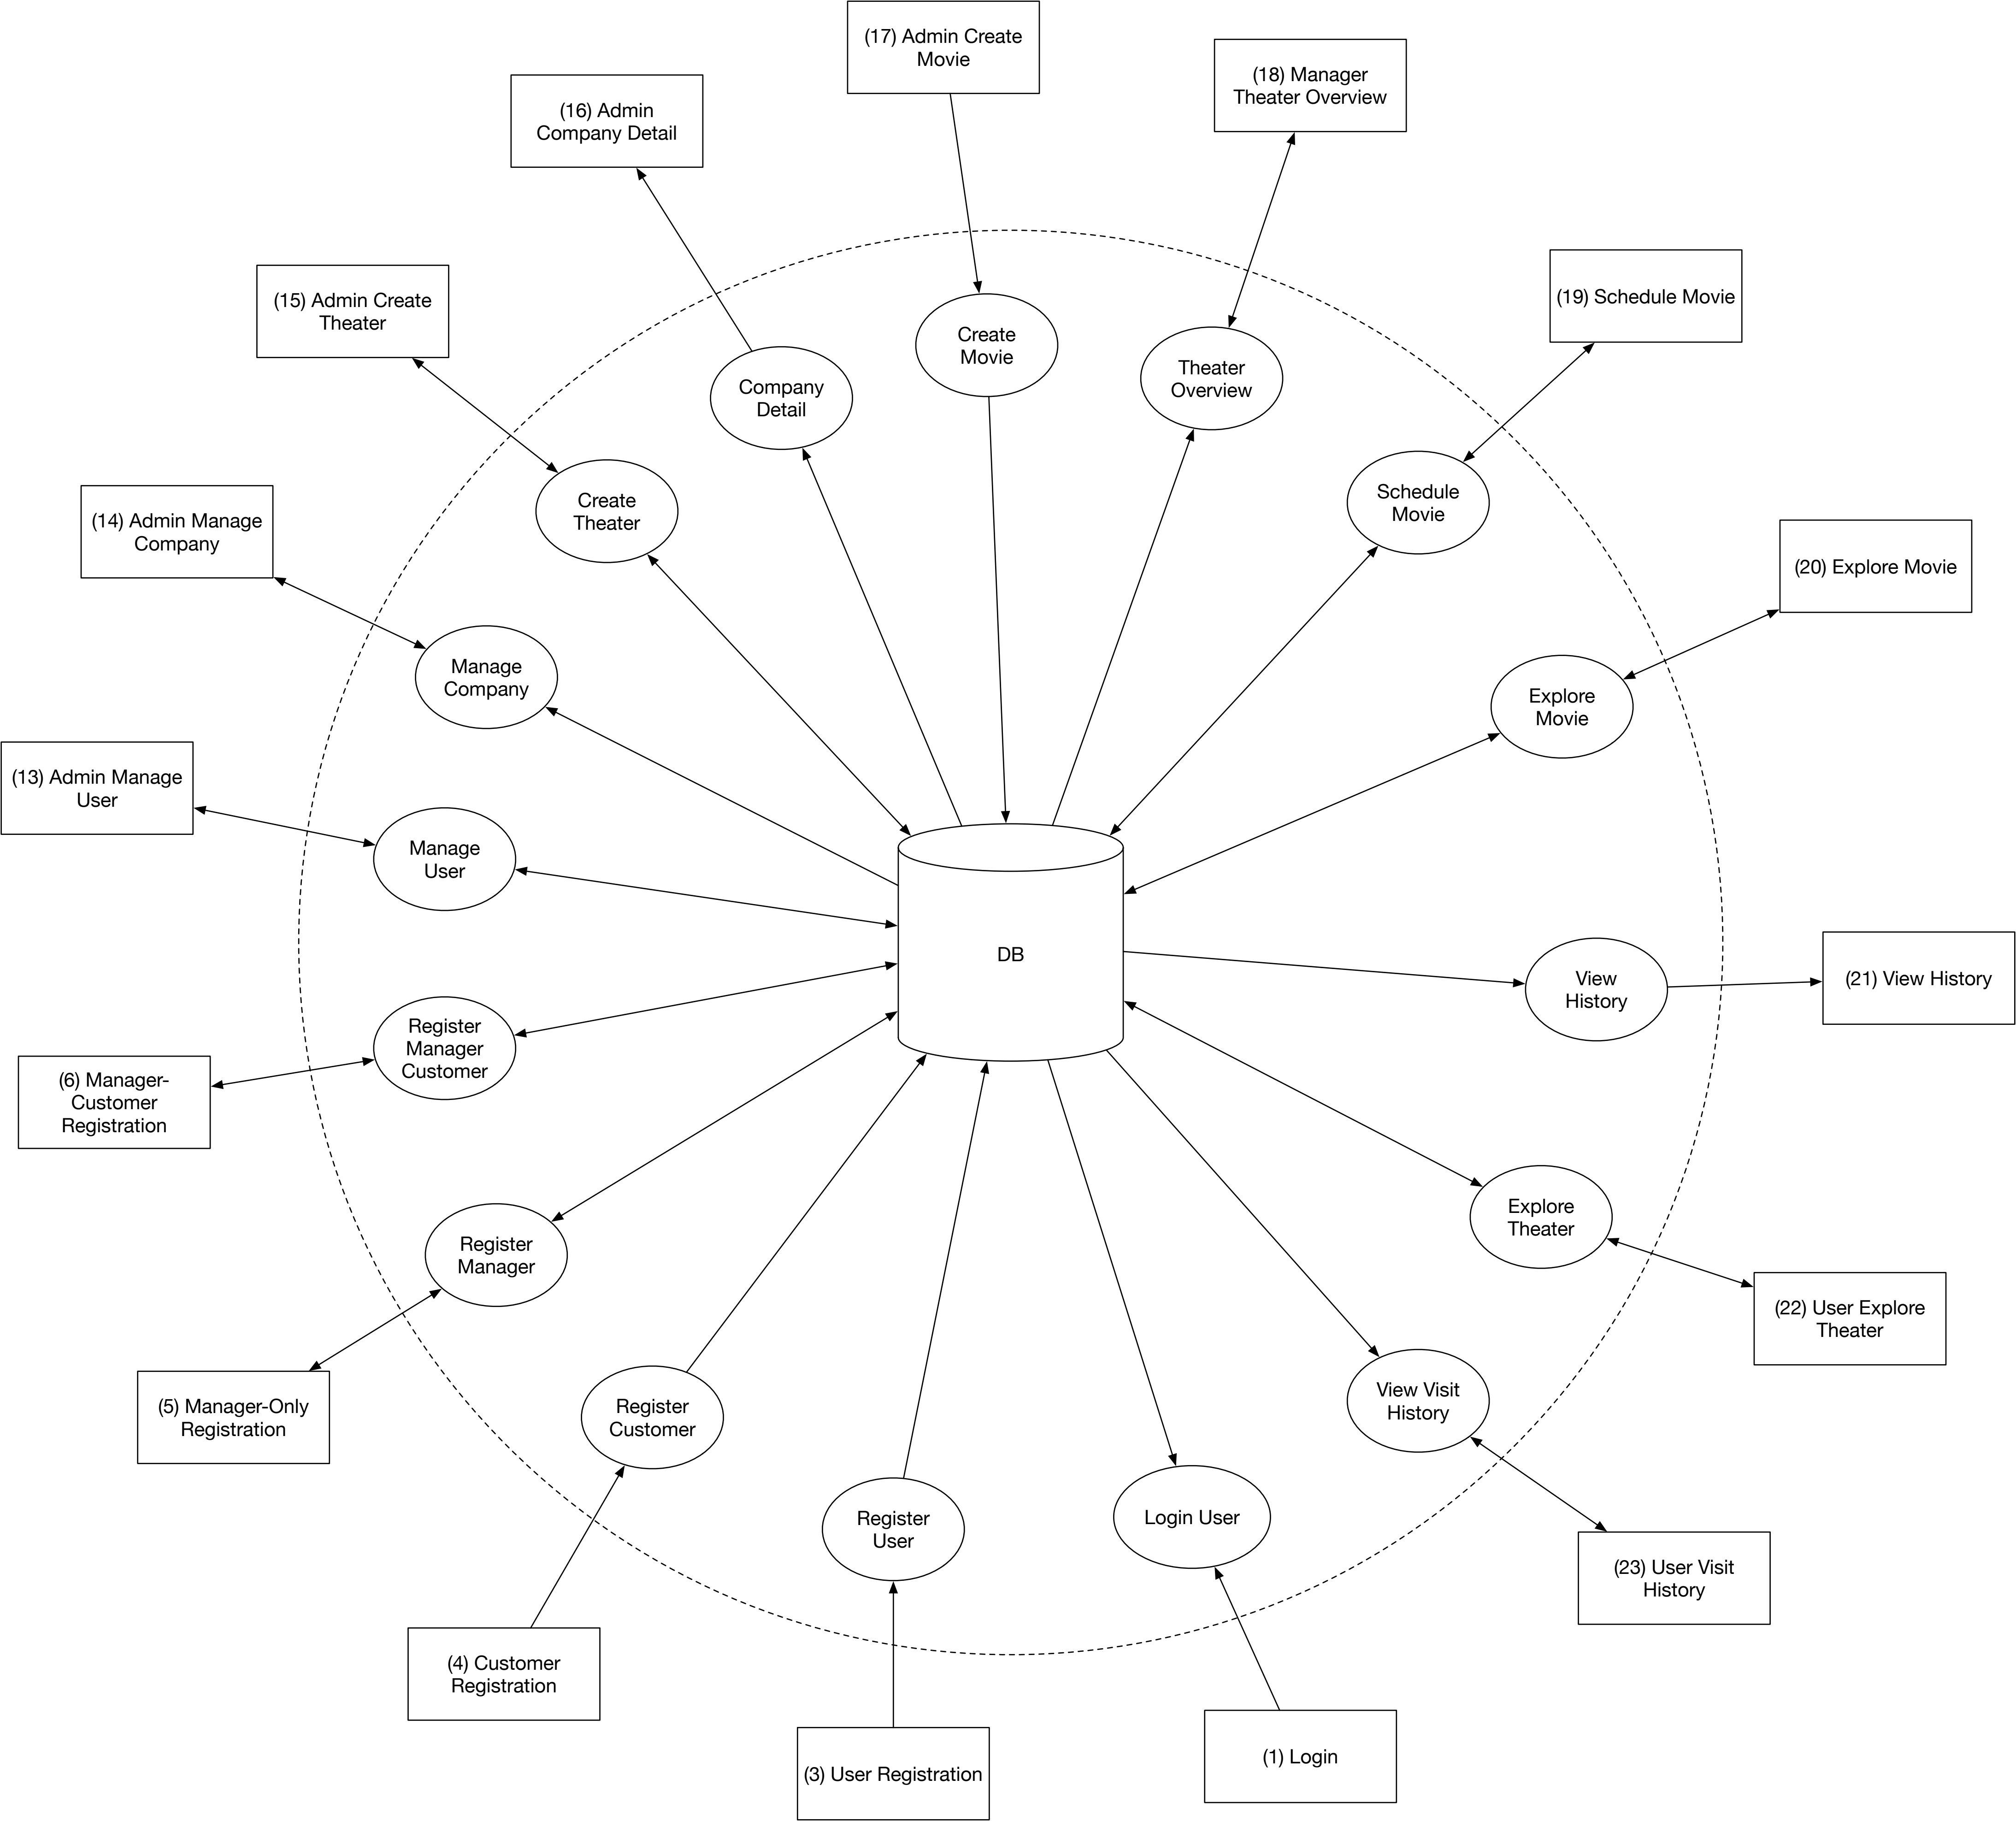 (17) Admin Create
Movie
(18) Manager
Theater Overview
(16) Admin
Company Detail
(19) Schedule Movie
(15) Admin Create
Theater
Create
Movie
Theater
Overview
Company
Detail
Schedule
Movie
Create
Theater
(14) Admin Manage
Company
(20) Explore Movie
Manage
Company
Explore
Movie
(13) Admin Manage
User
Manage
User
DB
View
History
(21) View History
Register
Manager
Customer
(6) Manager-
Customer
Registration
Explore
Theater
Register
Manager
(22) User Explore
Theater
(5) Manager-Only
Registration
Register
Customer
View Visit
History
Register
User
Login User
(23) User Visit
History
(4) Customer
Registration
(3) User Registration
(1) Login